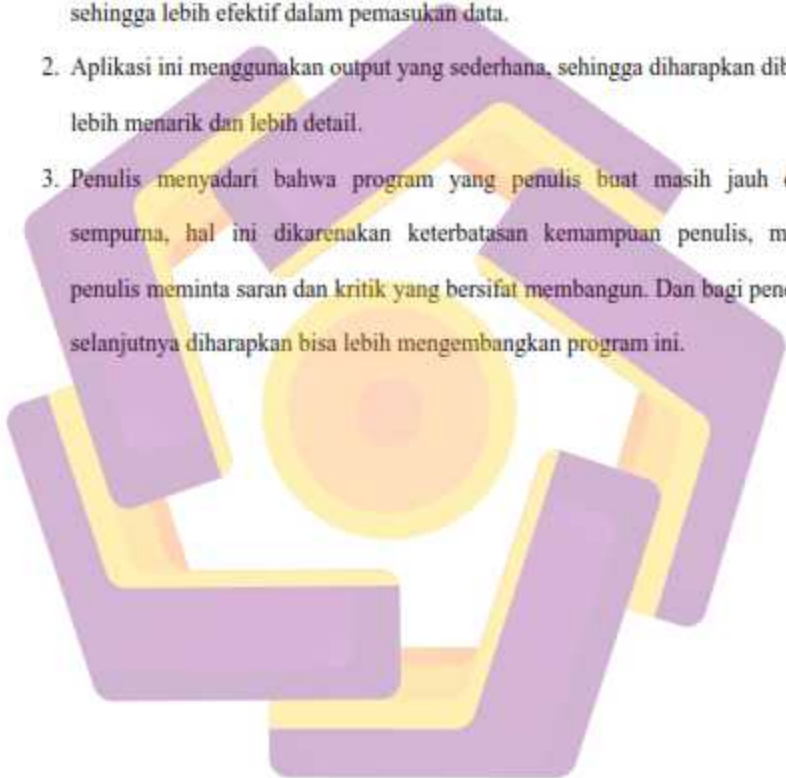 sehingga lebih efektif dalam pemasukan data.
2. Aplikasi ini menggunakan output yang sederhana, sehingga diharapkan
lebih menarik dan lebih detail.
3. Penulis menyadari bahwa program yang penulis buat masih jauh
sempurna, hal ini dikarenakan keterbatasan kemampuan penulis,
penulis meminta saran dan kritik yang bersifat membangun. Dan bagi
selanjutnya diharapkan bisa lebih mengembangkan program ini.